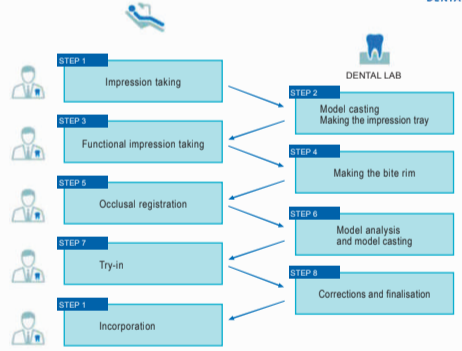 STEP 1
Impression taking
DENTAL LAB
STEP 2
Model casting
Making the impression tray
STEP 3
Functional impression taking
STEP 4
Making the bite rim
STEP 5
Occlusal registration
STEP 6
Model analysis
and model casting
STEP 7
Try-in
STEP 8
Corrections and finalisation
STEP 1
Incorporation